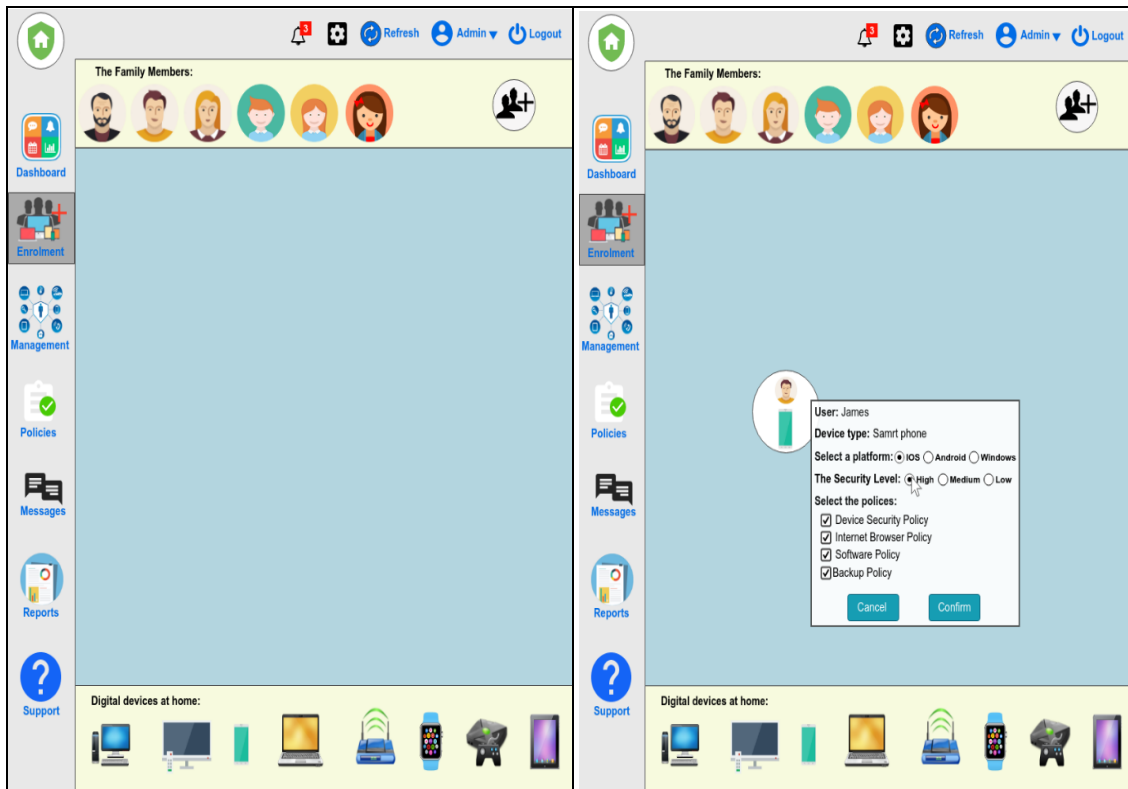 3
Refresh
Admin
Logout
The Family Members:
Dashboard
Enrolment
Management
Policies
Messages
Reports
Support
Digital devices at home:
3
Refresh
Admin
Logout
The Family Members:
Dashboard
Enrolment
Management
Policies
Messages
Reports
Support
User: James
Device type: Samrt phone
Select a platform: IOS Android Windows
The Security Level: High Medium Low
Select the polices:
Device Security Policy
Internet Browser Policy
Software Policy
Backup Policy
Cancel Confirm
Digital devices at home: